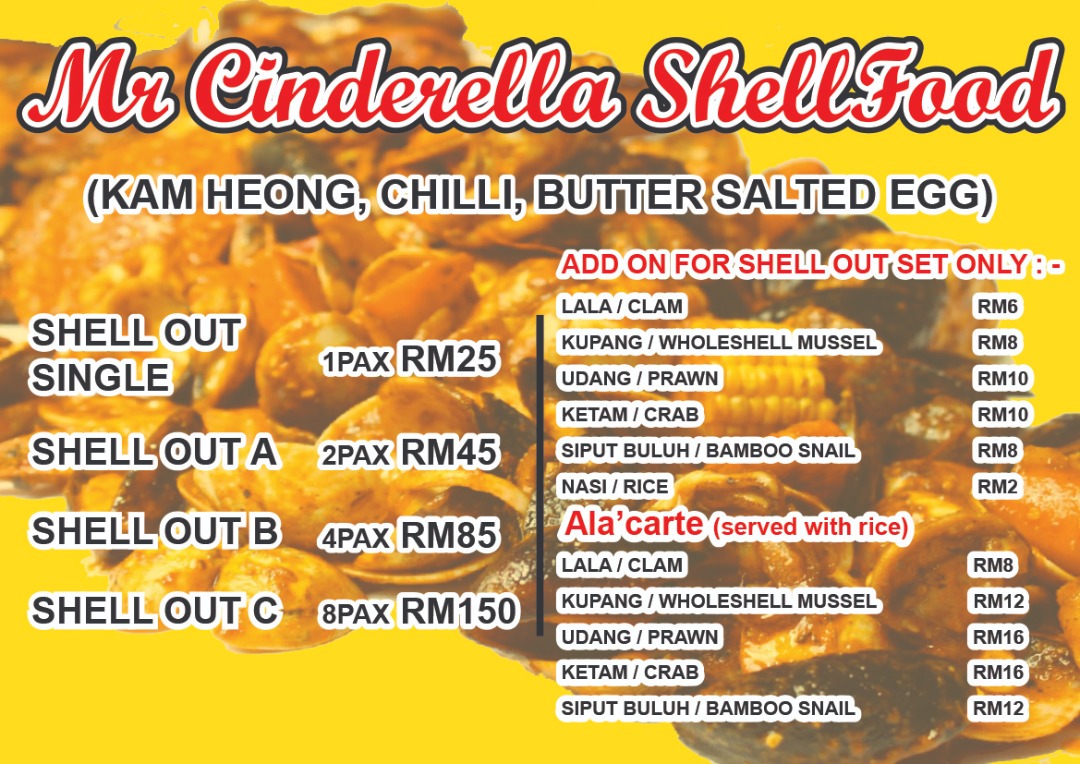 Mr Cinderella ShellFood
(KAM HEONG, CHILLI, BUTTER SALTED EGG)
SHELL OUT
SINGLE
1PAX RM25
SHELL OUT A 2PAX RM45
SHELL OUT B 4PAX RM85
SHELL OUT C 8PAX RM150
ADD ON FOR SHELL OUT SET ONLY : -
LALA / CLAM RM6
KUPANG / WHOLESHELL MUSSEL RM8
UDANG / PRAWN RM10
KETAM / CRAB RM10
SIPUT BULUH / BAMBOO SNAIL RM8
NASI / RICE RM2
Ala'carte (served with rice)
LALA / CLAM RM8
KUPANG / WHOLESHELL MUSSEL RM12
UDANG / PRAWN RM16
KETAM / CRAB RM16
SIPUT BULUH / BAMBOO SNAIL RM12